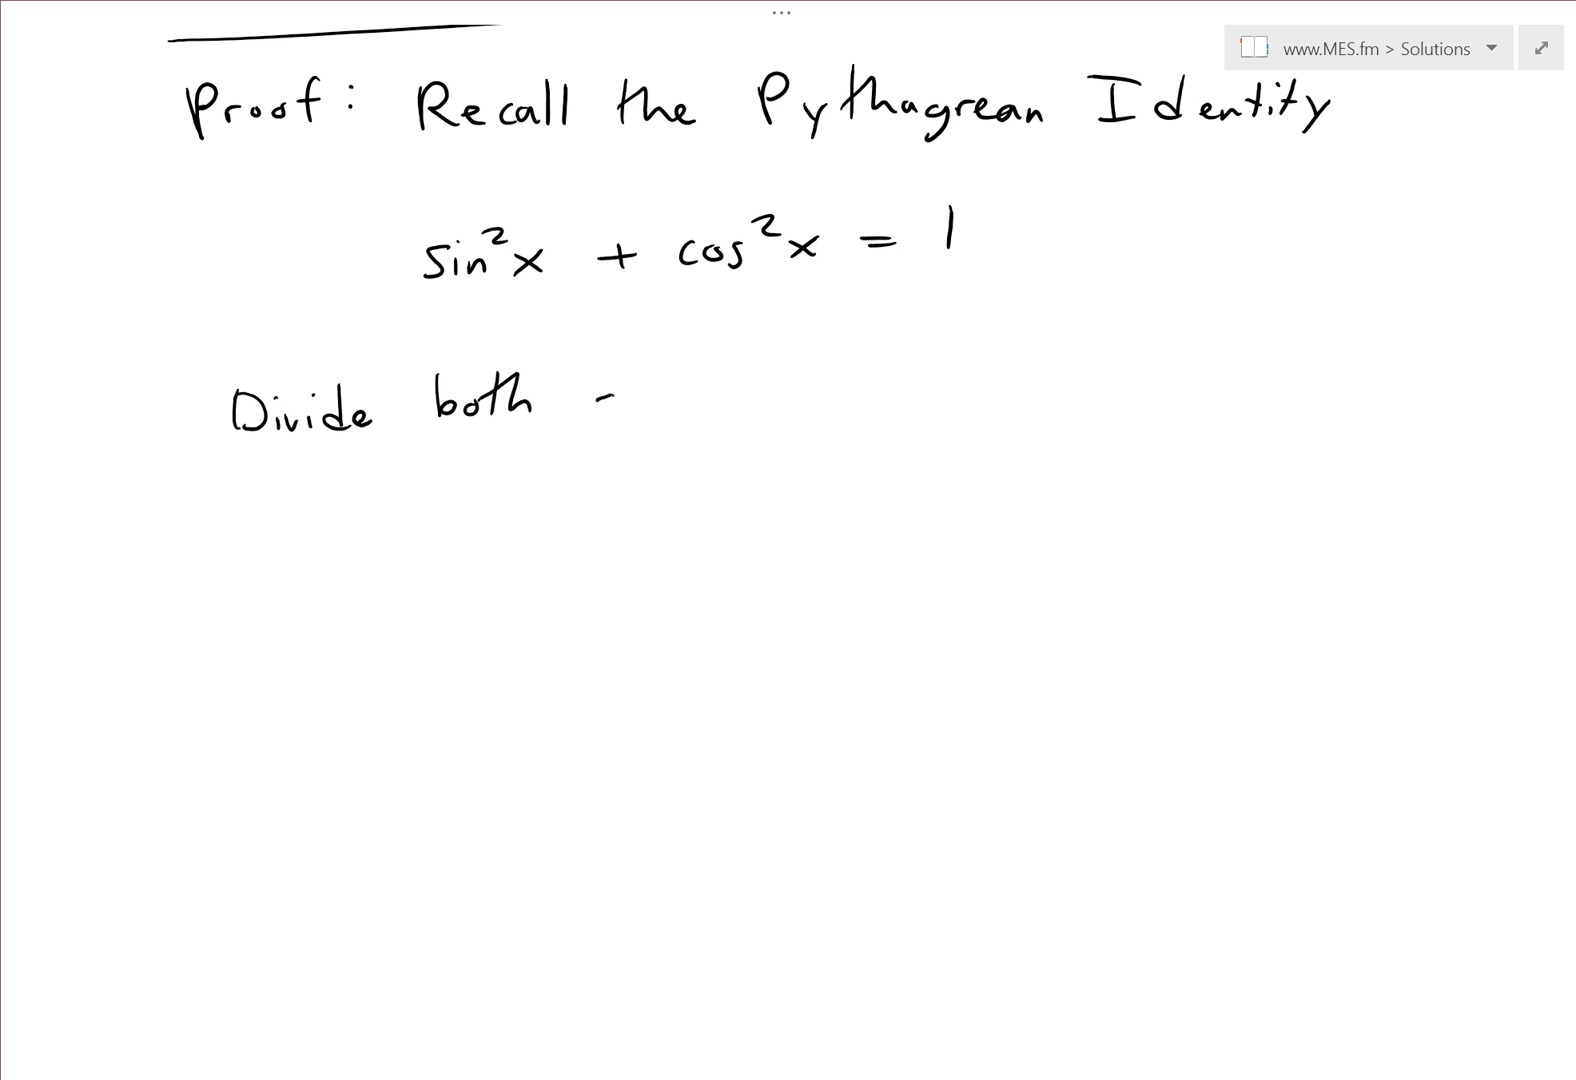 www.MES.fm > Solutions
Proof: Recall the Pythagrean Identity
sin²x + cos²x = 1
Divide both -